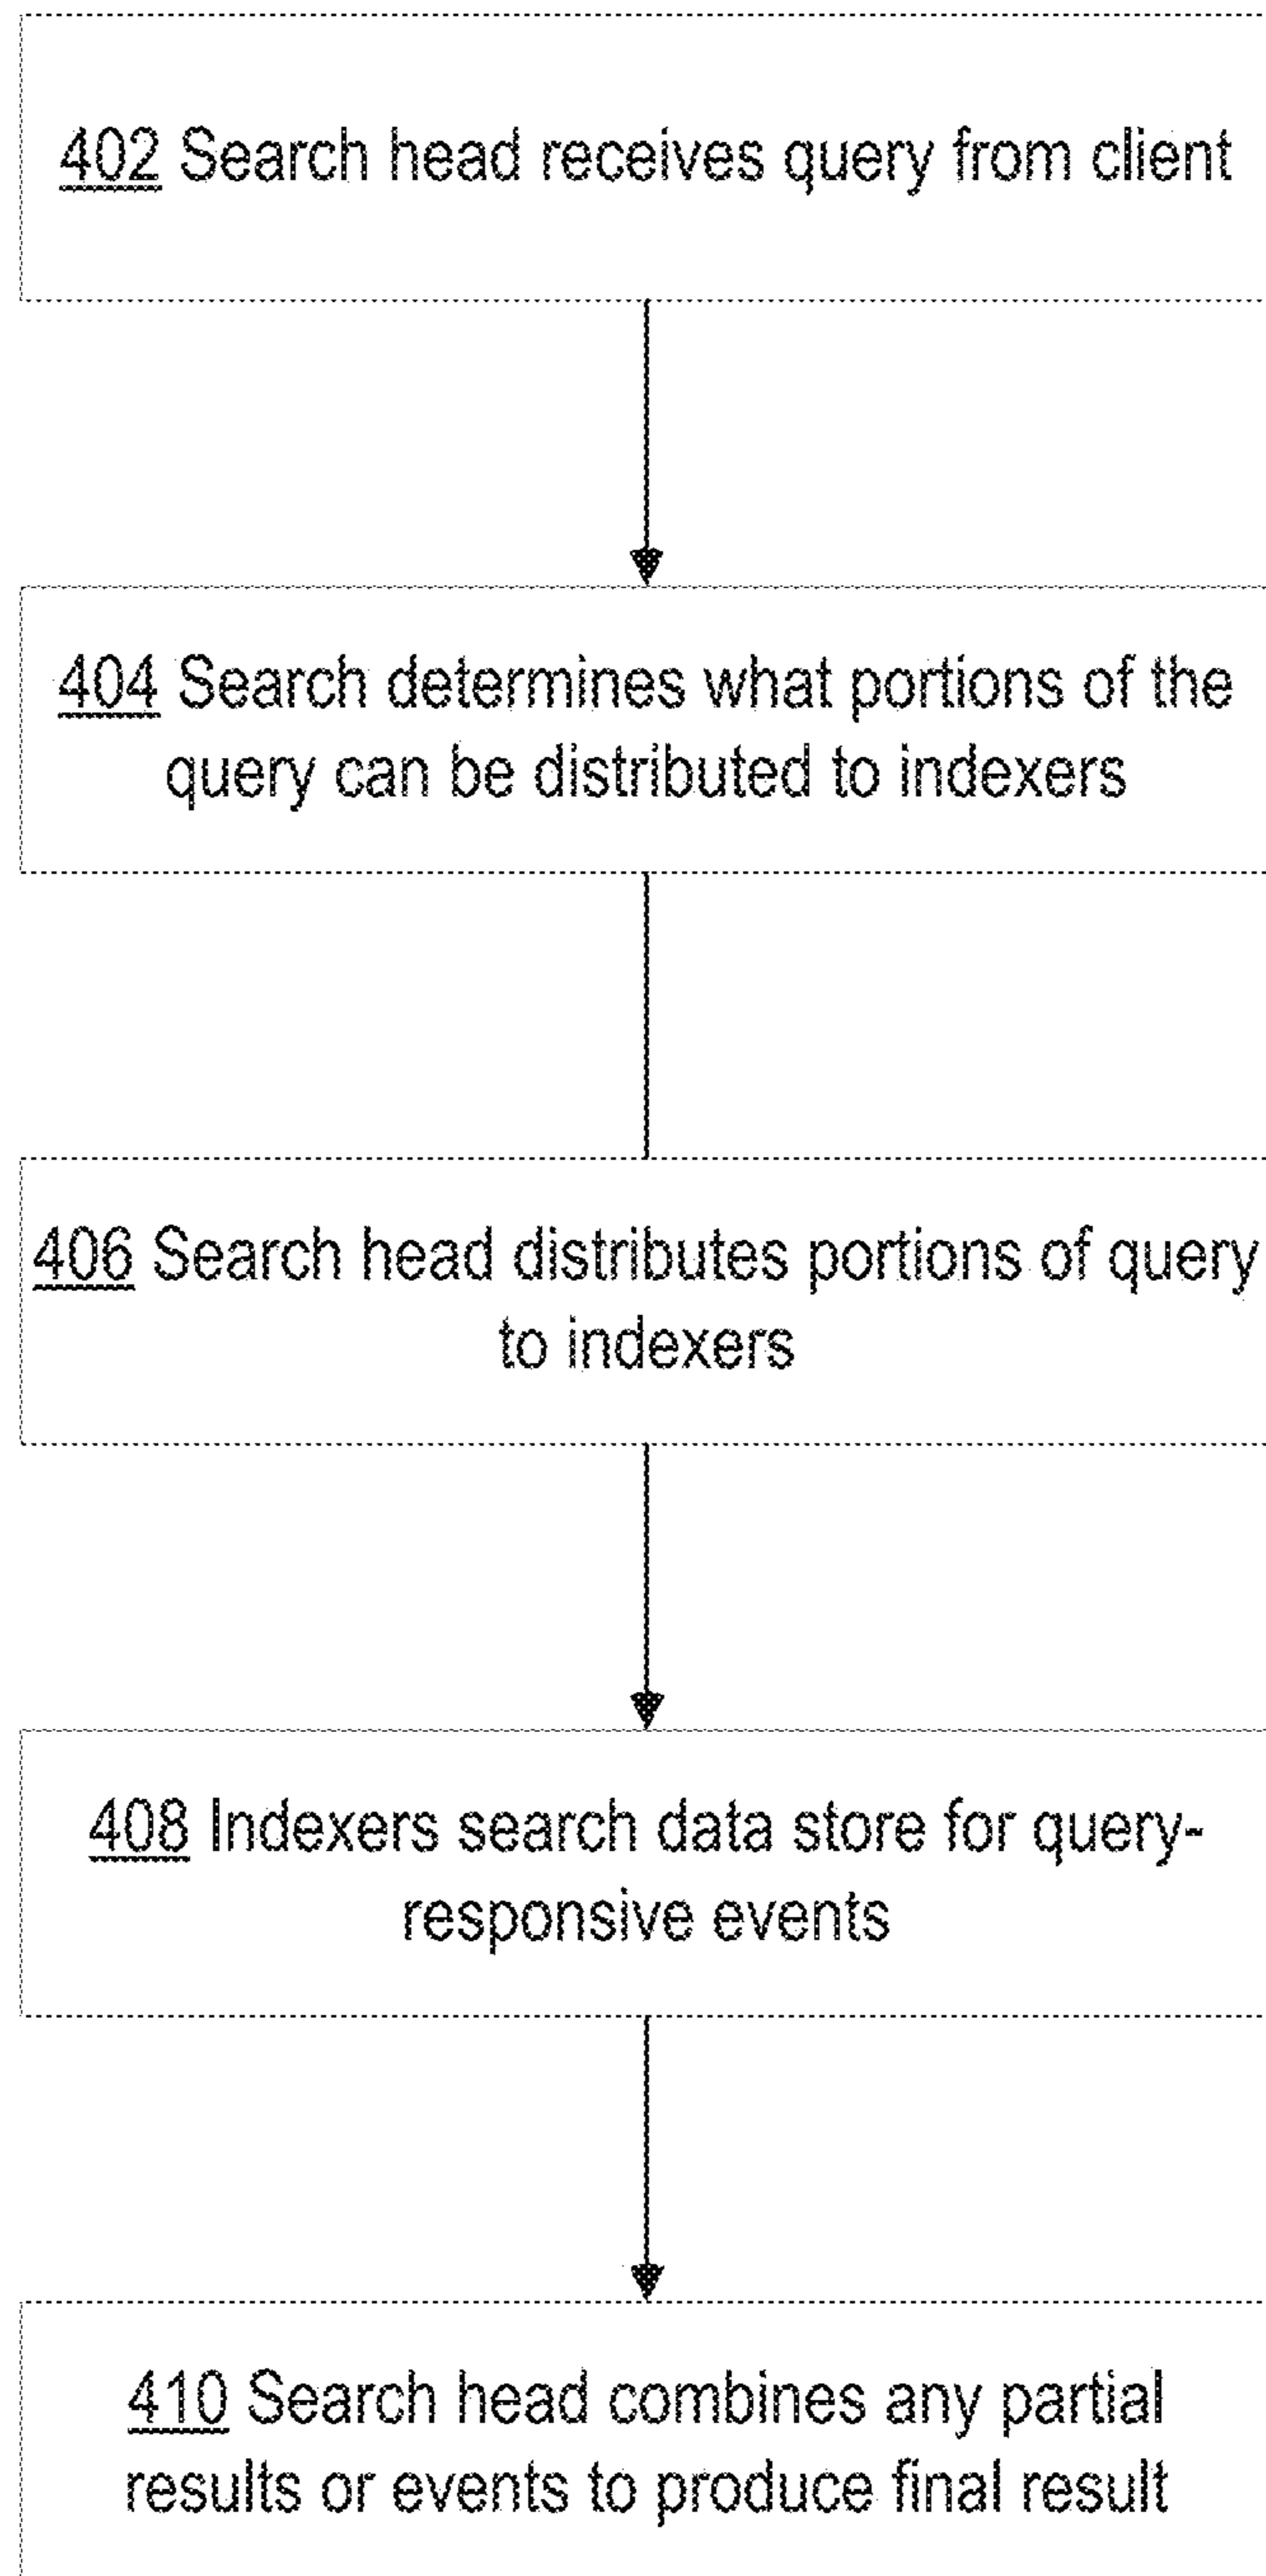 402 Search head receives query from client
404 Search determines what portions of the
query can be distributed to indexers
406 Search head distributes portions of query
to indexers
408 Indexers search data store for query-
responsive events
410 Search head combines any partial
results or events to produce final result